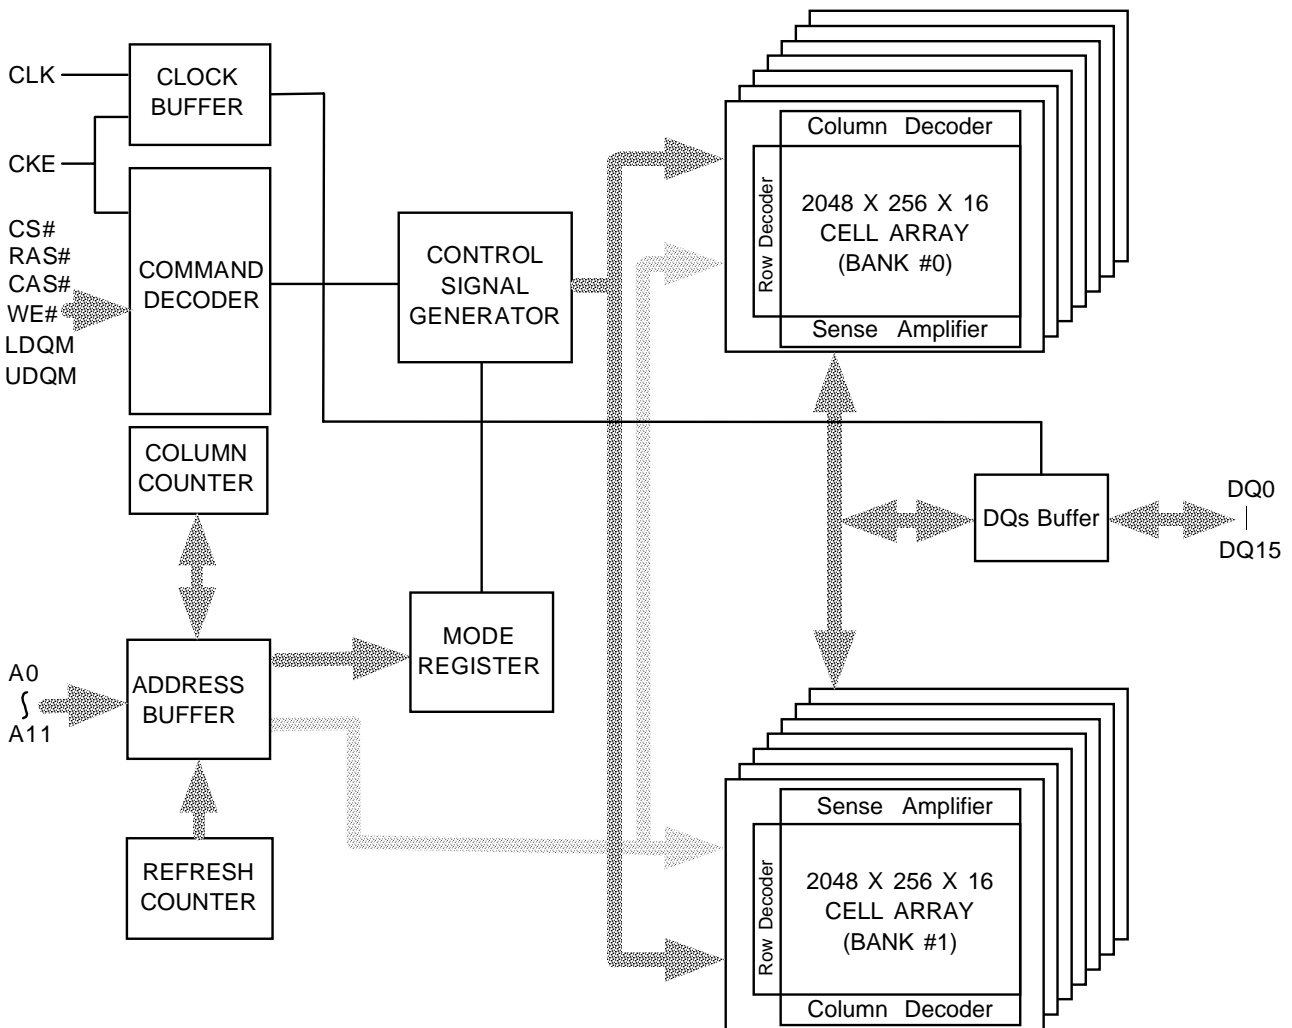 CLK
CLOCK
BUFFER
CKE
CS#
RAS#
CAS#
WE#
LDQM
UDQM
COMMAND
DECODER
CONTROL
SIGNAL
GENERATOR
Column Decoder
Row Decoder
2048 X 256 X 16
CELL ARRAY
(BANK #0)
Sense Amplifier
COLUMN
COUNTER
DQs Buffer
DQ0
DQ15
MODE
REGISTER
A0
A11
ADDRESS
BUFFER
REFRESH
COUNTER
Sense Amplifier
Row Decoder
2048 X 256 X 16
CELL ARRAY
(BANK #1)
Column Decoder